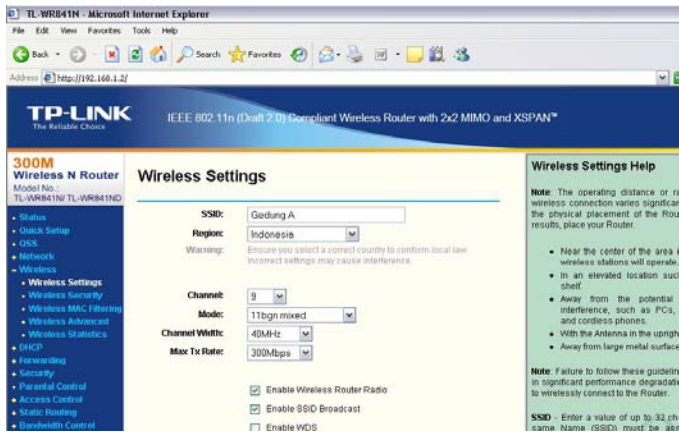 TL-WR841N - Microsoft Internet Explorer
File Edit View Favorites Tools Help
Back Search Favorites
Address http://192.168.1.2/
TP-LINK
The Reliable Choice
IEEE 802.11n (Draft 2.0) Compliant Wireless Router with 2x2 MIMO and XSPAN™
300M
Wireless N Router
Model No.:
TL-WR841N/ TL-WR841ND
Status
Quick Setup
QSS
Network
Wireless
Wireless Settings
Wireless Security
Wireless MAC Filtering
Wireless Advanced
Wireless Statistics
DHCP
Forwarding
Security
Parental Control
Access Control
Static Routing
Bandwidth Control
Wireless Settings
SSID: Gedung A
Region: Indonesia
Warning: Ensure you select a correct country to conform local law.
Incorrect settings may cause interference.
Channel: 9
Mode: 11bgn mixed
Channel Width: 40MHz
Max Tx Rate: 300Mbps
Enable Wireless Router Radio
Enable SSID Broadcast
Enable WDS
Wireless Settings Help
Note: The operating distance or
wireless connection varies
the physical placement of the
results, place your Router.
Near the center of the area
wireless stations will operate.
In an elevated location
shelf.
Away from the potential
interference, such as PCs,
and cordless phones.
With the Antenna in the
Away from large metal
Note: Failure to follow these
in significant performance
to wirelessly connect to the Router.
SSID - Enter a value of up to 32
same Name (SSID) must be